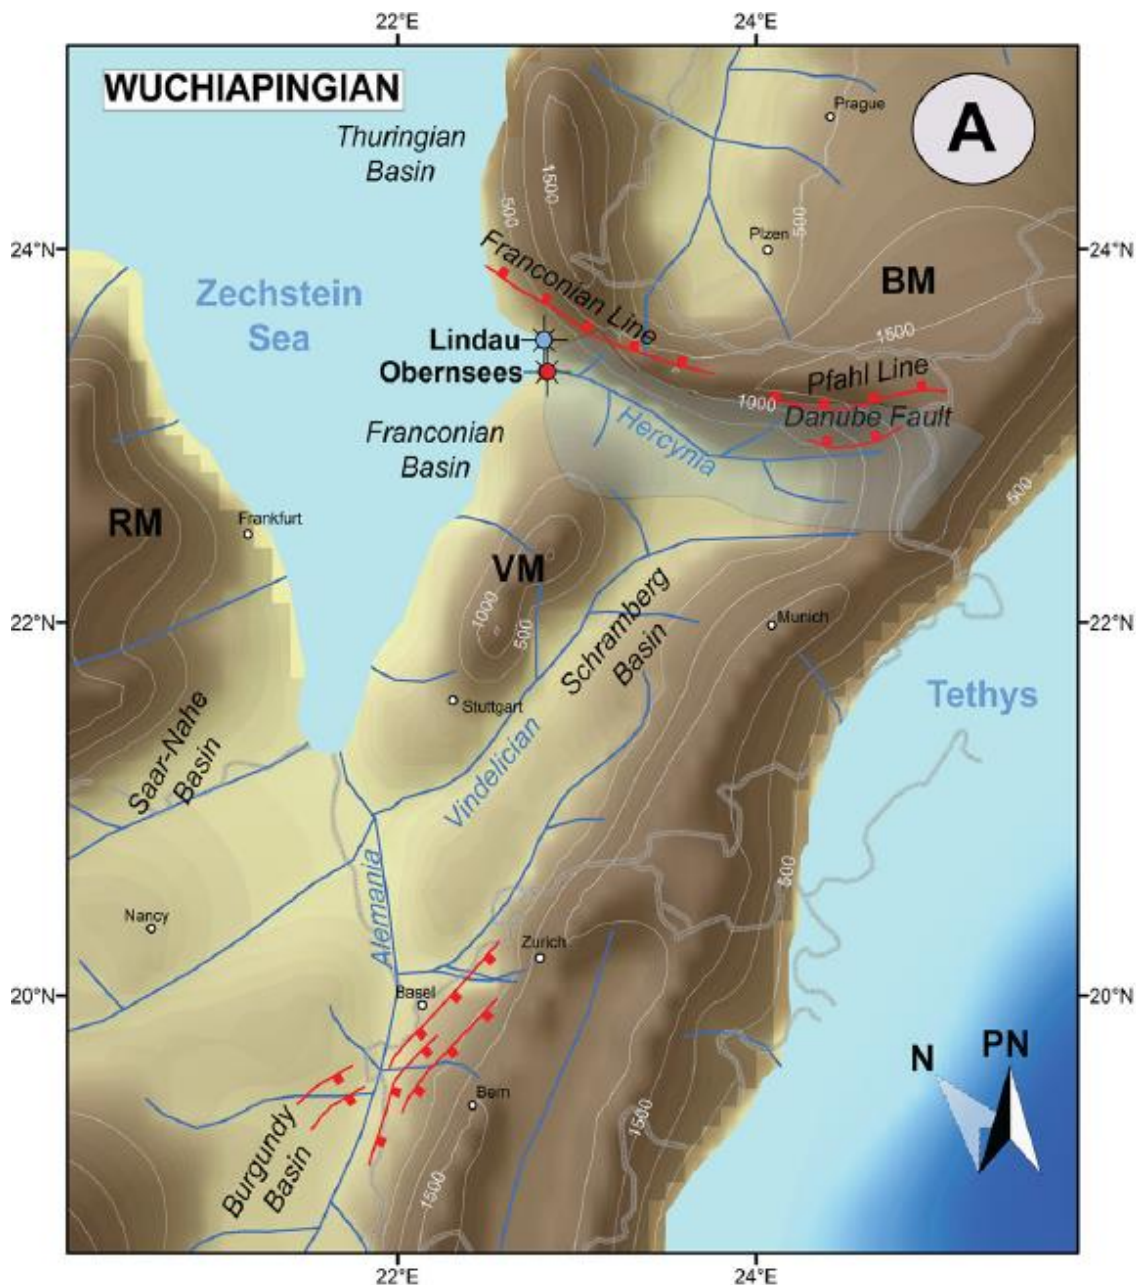 22°E
24°E
WUCHIAPINGIAN
A
Thuringian
Basin
Prague
1500
500
500
Plzen
24°N
24°N
Franconian Line
BM
Zechstein
Sea
1500
Lindau
Obernsees
Pfahl Line
1000
Danube Fault
Franconian
Basin
Hercynia
500
RM
Frankfurt
VM
1000
500
Schramberg
Basin
22°N
22°N
Munich
Stuttgart
Tethys
Saar-Nahe
Basin
Vindelician
500
Alemania
Nancy
Zurich
20°N
20°N
Basel
N
PN
Bern
1500
Burgundy
Basin
1500
22°E
24°E